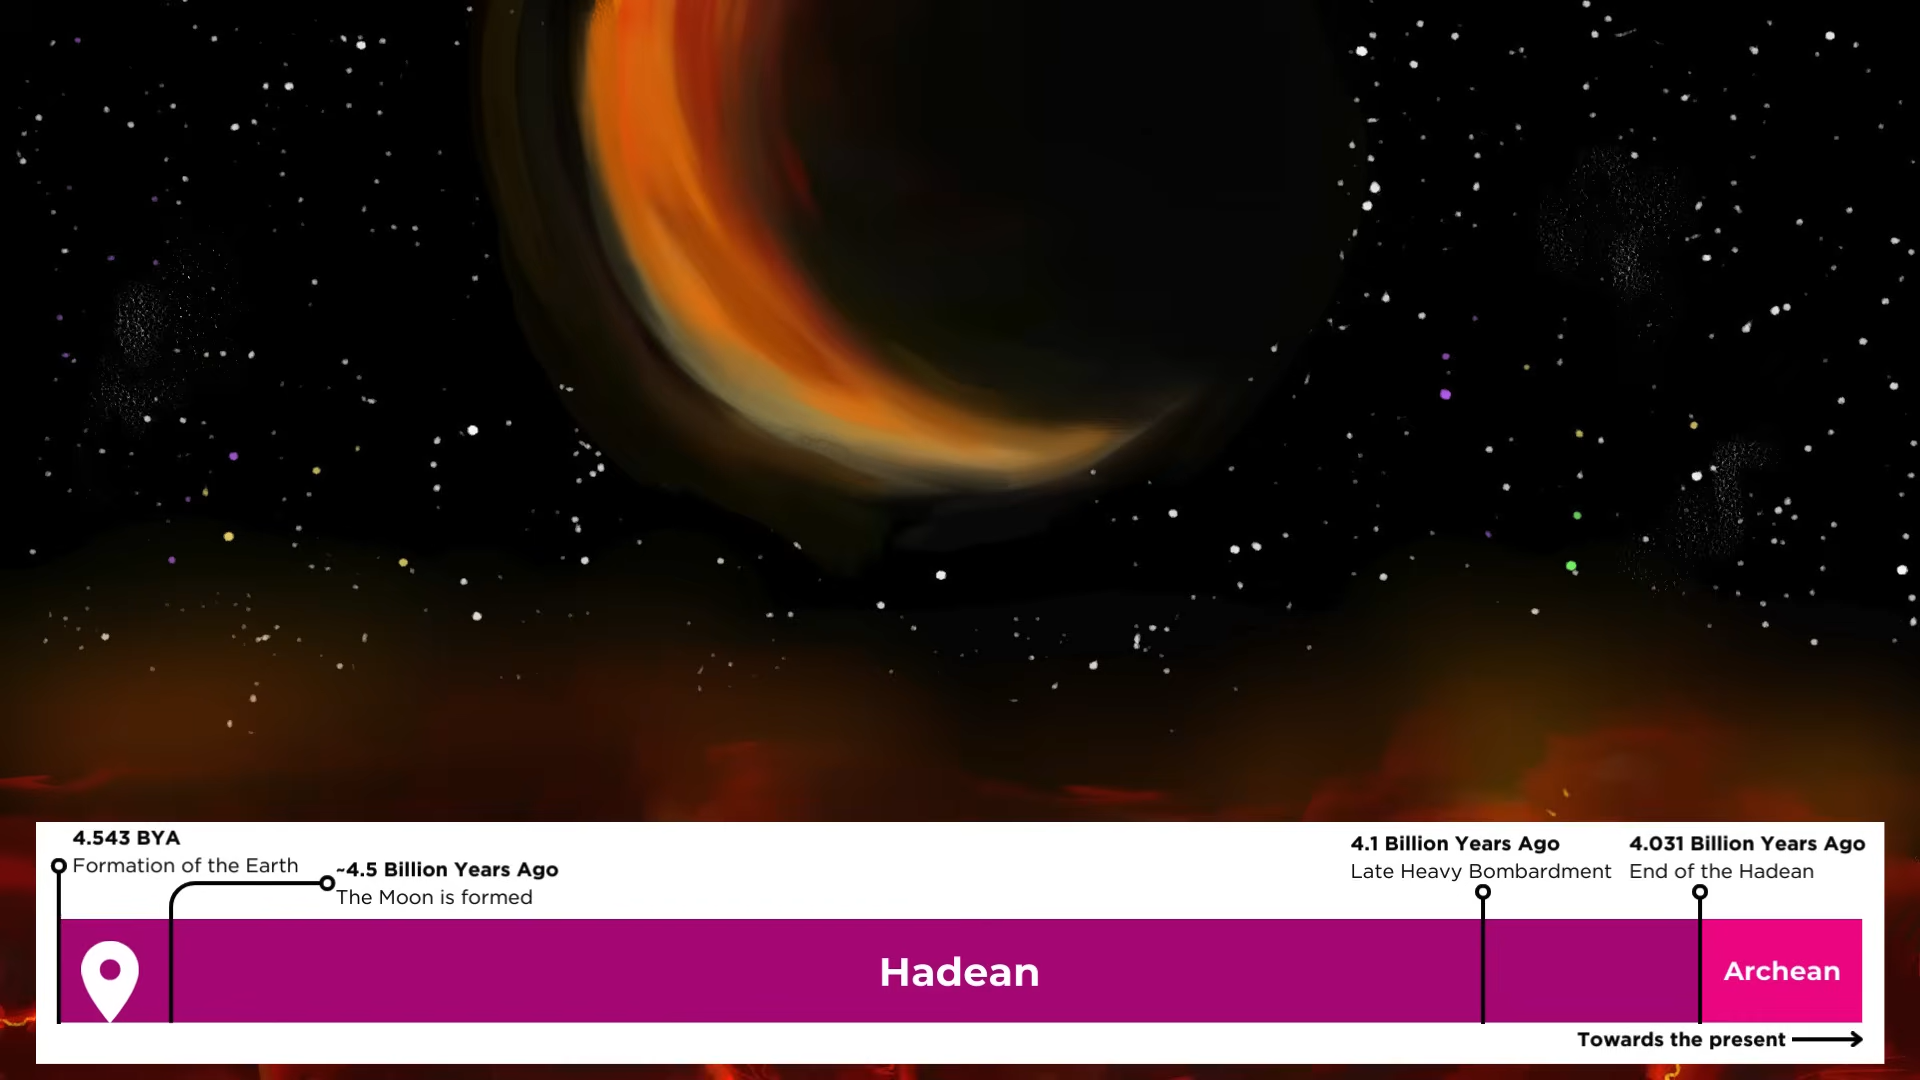 4.543 BYA
Formation of the Earth
~4.5 Billion Years Ago
The Moon is formed
4.1 Billion Years Ago
Late Heavy Bombardment
4.031 Billion Years Ago
End of the Hadean
Hadean
Archean
Towards the present